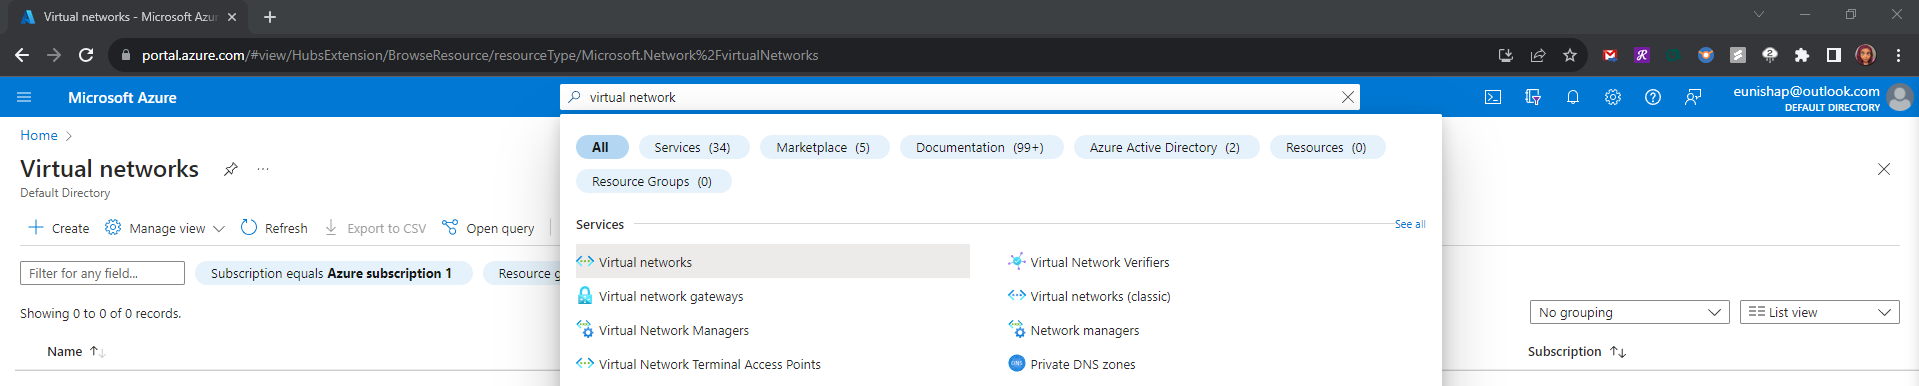 Virtual networks - Microsoft Azur
portal.azure.com/#view/HubsExtension/BrowseResource/resourceType/Microsoft.Network%2FvirtualNetworks
Microsoft Azure
virtual network
eunishap@outlook.com
DEFAULT DIRECTORY
Home
Virtual networks
Default Directory
Create
Manage view
Refresh
Export to CSV
Open query
Filter for any field...
Subscription equals Azure subscription 1
Resource g
Showing 0 to 0 of 0 records.
Name
All
Services (34)
Marketplace (5)
Documentation (99+)
Azure Active Directory (2)
Resources (0)
Resource Groups (0)
Services
See all
Virtual networks
Virtual Network Verifiers
Virtual network gateways
Virtual networks (classic)
Virtual Network Managers
Network managers
Virtual Network Terminal Access Points
DNS
Private DNS zones
No grouping
List view
Subscription